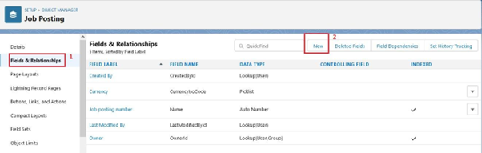 SETUP > OBJECT MANAGER
Job Posting
Details
Fields & Relationships
1
Page Layouts
Lightning Record Pages
Buttons, Links, and Actions
Compact Layouts
Field Sets
Object Limits
Fields & Relationships
Items, Sorted by Field Label
Quick Find
2
New
Deleted Fields
Field Dependencies
Set History Tracking
FIELD LABEL FIELD NAME DATA TYPE CONTROLLING FIELD INDEXED
Created By CreatedById Lookup(User)
Currency CurrencyIsoCode Picklist
Job posting number Name Auto Number
Last Modified By LastModifiedById Lookup(User)
Owner OwnerId Lookup(User,Group)